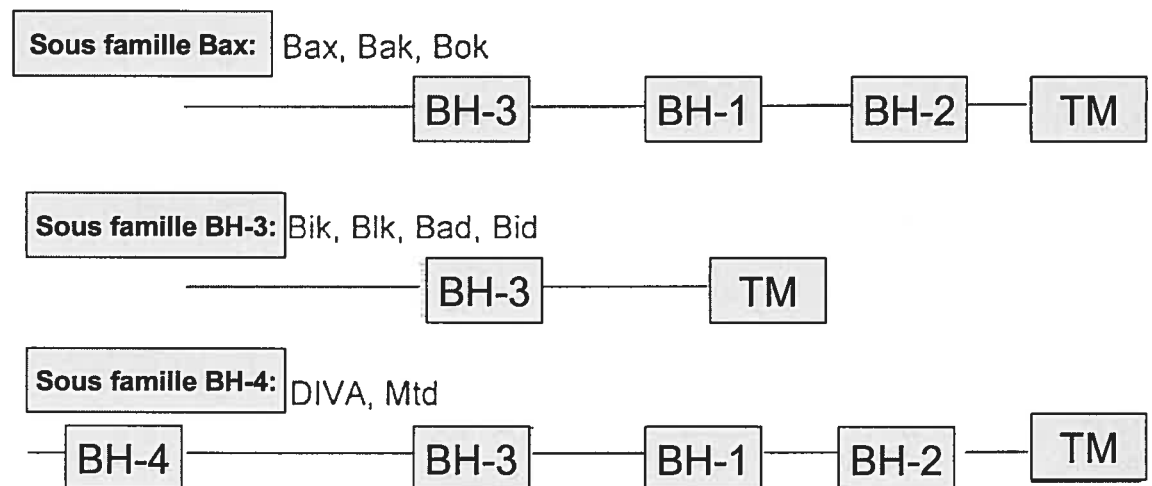 Sous famille Bax: Bax, Bak, Bok
BH-3 BH-1 BH-2 TM
Sous famille BH-3: Bik, Blk, Bad, Bid
BH-3 TM
Sous famille BH-4: DIVA, Mtd
BH-4 BH-3 BH-1 BH-2 TM